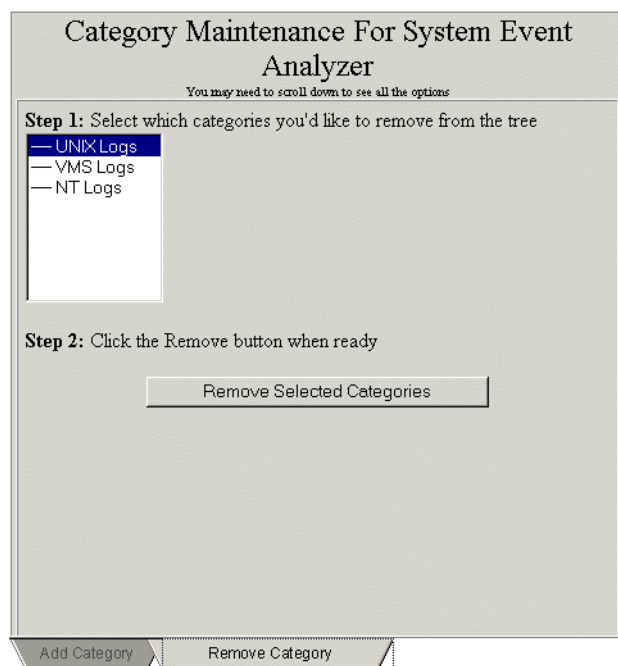 Category Maintenance For System Event
Analyzer
You may need to scroll down to see all the options
Step 1: Select which categories you'd like to remove from the tree
UNIX Logs
VMS Logs
NT Logs
Step 2: Click the Remove button when ready
Remove Selected Categories
Add Category
Remove Category